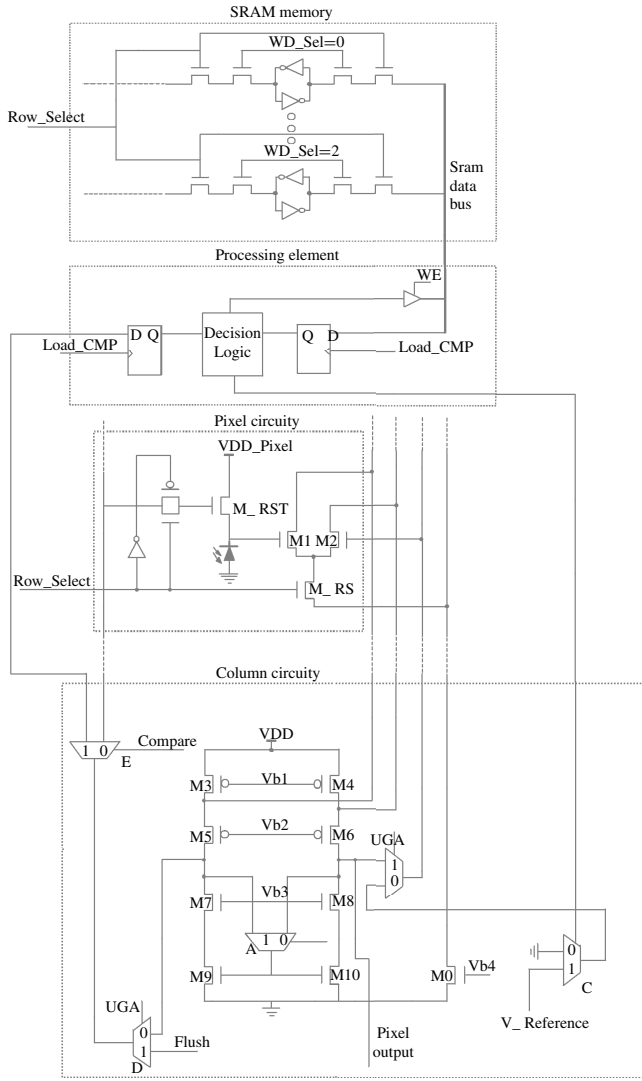 SRAM memory
WD_Sel=0
Row_Select
WD_Sel=2
Sram
data
bus
Processing element
WE
D Q
Decision
Logic
Q D
Load_CMP
Load_CMP
Pixel circuity
VDD_Pixel
M_ RST
M1 M2
Row_Select
M_ RS
Column circuity
1 0
Compare
E
VDD
M3
Vb1
M4
M5
Vb2
M6
UGA
1
0
M7
Vb3
M8
A
1 0
M9
M10
M0
Vb4
0
1
C
UGA
0
1
D
Flush
Pixel
output
V_ Reference